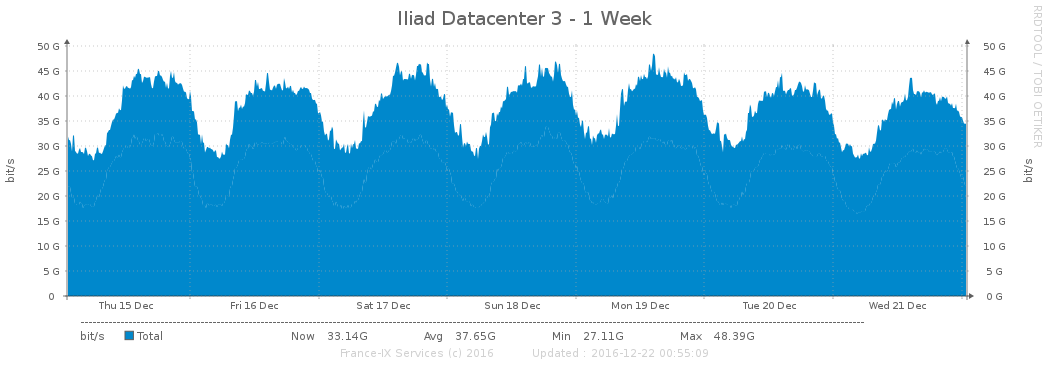 Iliad Datacenter 3 - 1 Week
RRDTOOL / TOBI OETIKER
50 G 50 G
45 G 45 G
40 G 40 G
35 G 35 G
30 G 30 G
25 G 25 G
20 G 20 G
15 G 15 G
10 G 10 G
5 G 5 G
0 0 G
bit/s bit/s
Thu 15 Dec Fri 16 Dec Sat 17 Dec Sun 18 Dec Mon 19 Dec Tue 20 Dec Wed 21 Dec
bit/s Total Now 33.14G Avg 37.65G Min 27.11G Max 48.39G
France-IX Services (c) 2016 Updated : 2016-12-22 00:55:09